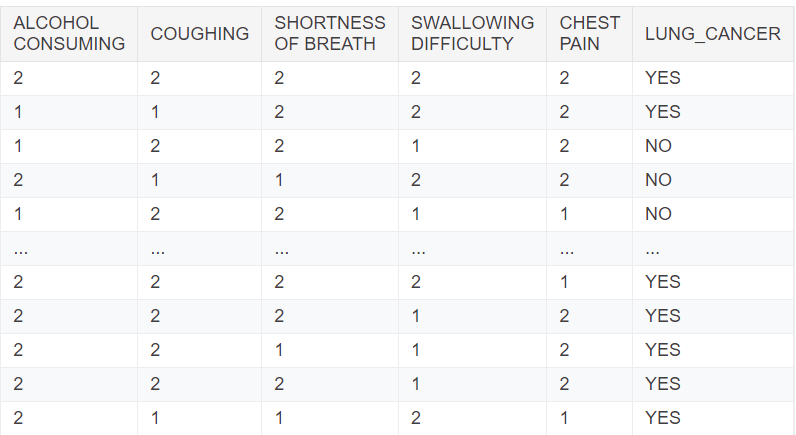 ALCOHOL CONSUMING COUGHING SHORTNESS OF BREATH SWALLOWING DIFFICULTY CHEST PAIN LUNG_CANCER
2 2 2 2 2 YES
1 1 2 2 2 YES
1 2 2 1 2 NO
2 1 1 2 2 NO
1 2 2 1 1 NO
... ... ... ... ... ...
2 2 2 2 1 YES
2 2 2 1 2 YES
2 2 1 1 2 YES
2 2 2 1 2 YES
2 1 1 2 1 YES